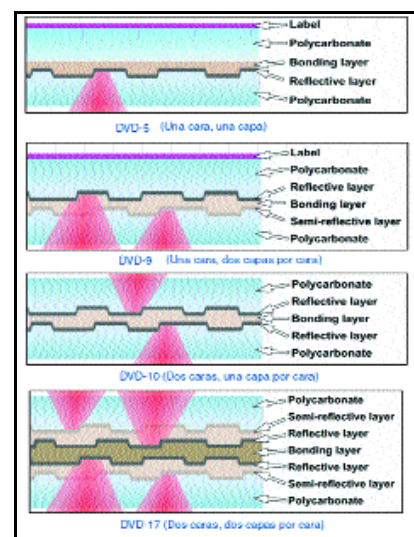 Label
Polycarbonate
Bonding layer
Reflective layer
Polycarbonate
DVD-5 (Una cara, una capa)
Label
Polycarbonate
Reflective layer
Bonding layer
Semi-reflective layer
Polycarbonate
DVD-9 (Una cara, dos capas por cara)
Polycarbonate
Reflective layer
Bonding layer
Reflective layer
Polycarbonate
DVD-10 (Dos caras, una capa por cara)
Polycarbonate
Semi-reflective layer
Reflective layer
Bonding layer
Reflective layer
Semi-reflective layer
Polycarbonate
DVD-17 (Dos caras, dos capas por cara)